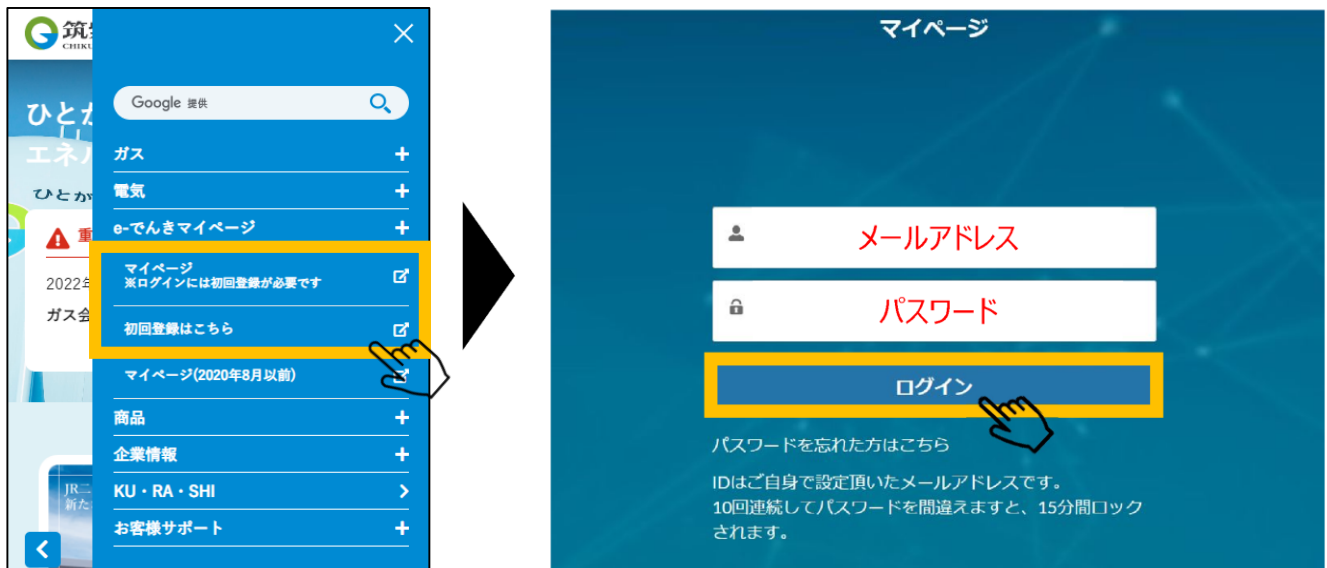 筑
CHIKU
ひとか
エネル
ひとが
重
2022年
ガス会
JR二
新た
Google 提供
ガス
電気
e-でんきマイページ
マイページ
※ログインには初回登録が必要です
初回登録はこちら
マイページ(2020年8月以前)
商品
企業情報
KU・RA・SHI
お客様サポート
マイページ
メールアドレス
パスワード
ログイン
パスワードを忘れた方はこちら
IDはご自身で設定頂いたメールアドレスです。
10回連続してパスワードを間違えますと、15分間ロック
されます。